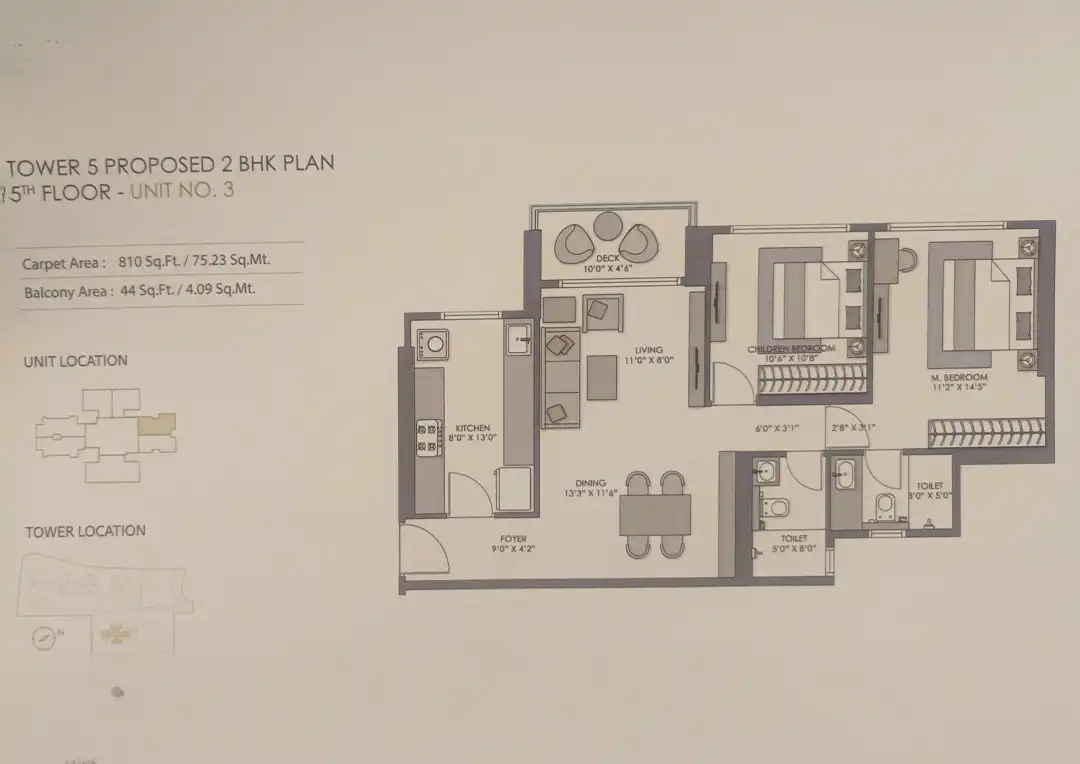 TOWER 5 PROPOSED 2 BHK PLAN
5TH FLOOR - UNIT NO. 3
Carpet Area : 810 Sq.Ft. / 75.23 Sq.Mt.
Balcony Area : 44 Sq.Ft. / 4.09 Sq.Mt.
UNIT LOCATION
TOWER LOCATION
N
DECK
10'0" X 4'6"
LIVING
11'0" X 8'0"
CHILDREN BEDROOM
10'6" X 10'8"
M. BEDROOM
11'2" X 14'5"
KITCHEN
8'0" X 13'0"
6'0" X 3'1"
2'8" X 3'1"
DINING
13'3" X 11'6"
TOILET
8'0" X 5'0"
FOYER
9'0" X 4'2"
TOILET
5'0" X 8'0"